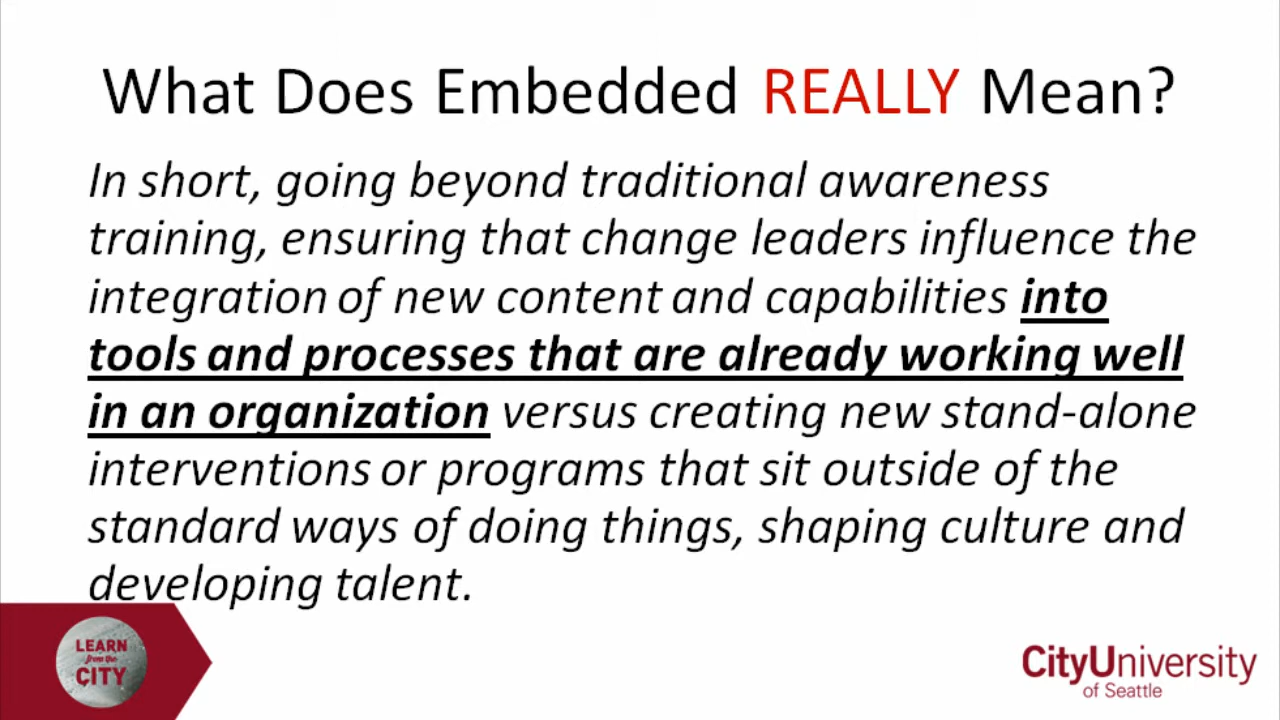 What Does Embedded REALLY Mean?
In short, going beyond traditional awareness
training, ensuring that change leaders influence the
integration of new content and capabilities into
tools and processes that are already working well
in an organization versus creating new stand-alone
interventions or programs that sit outside of the
standard ways of doing things, shaping culture and
developing talent.
LEARN
from the
CITY
CityUniversity
of Seattle